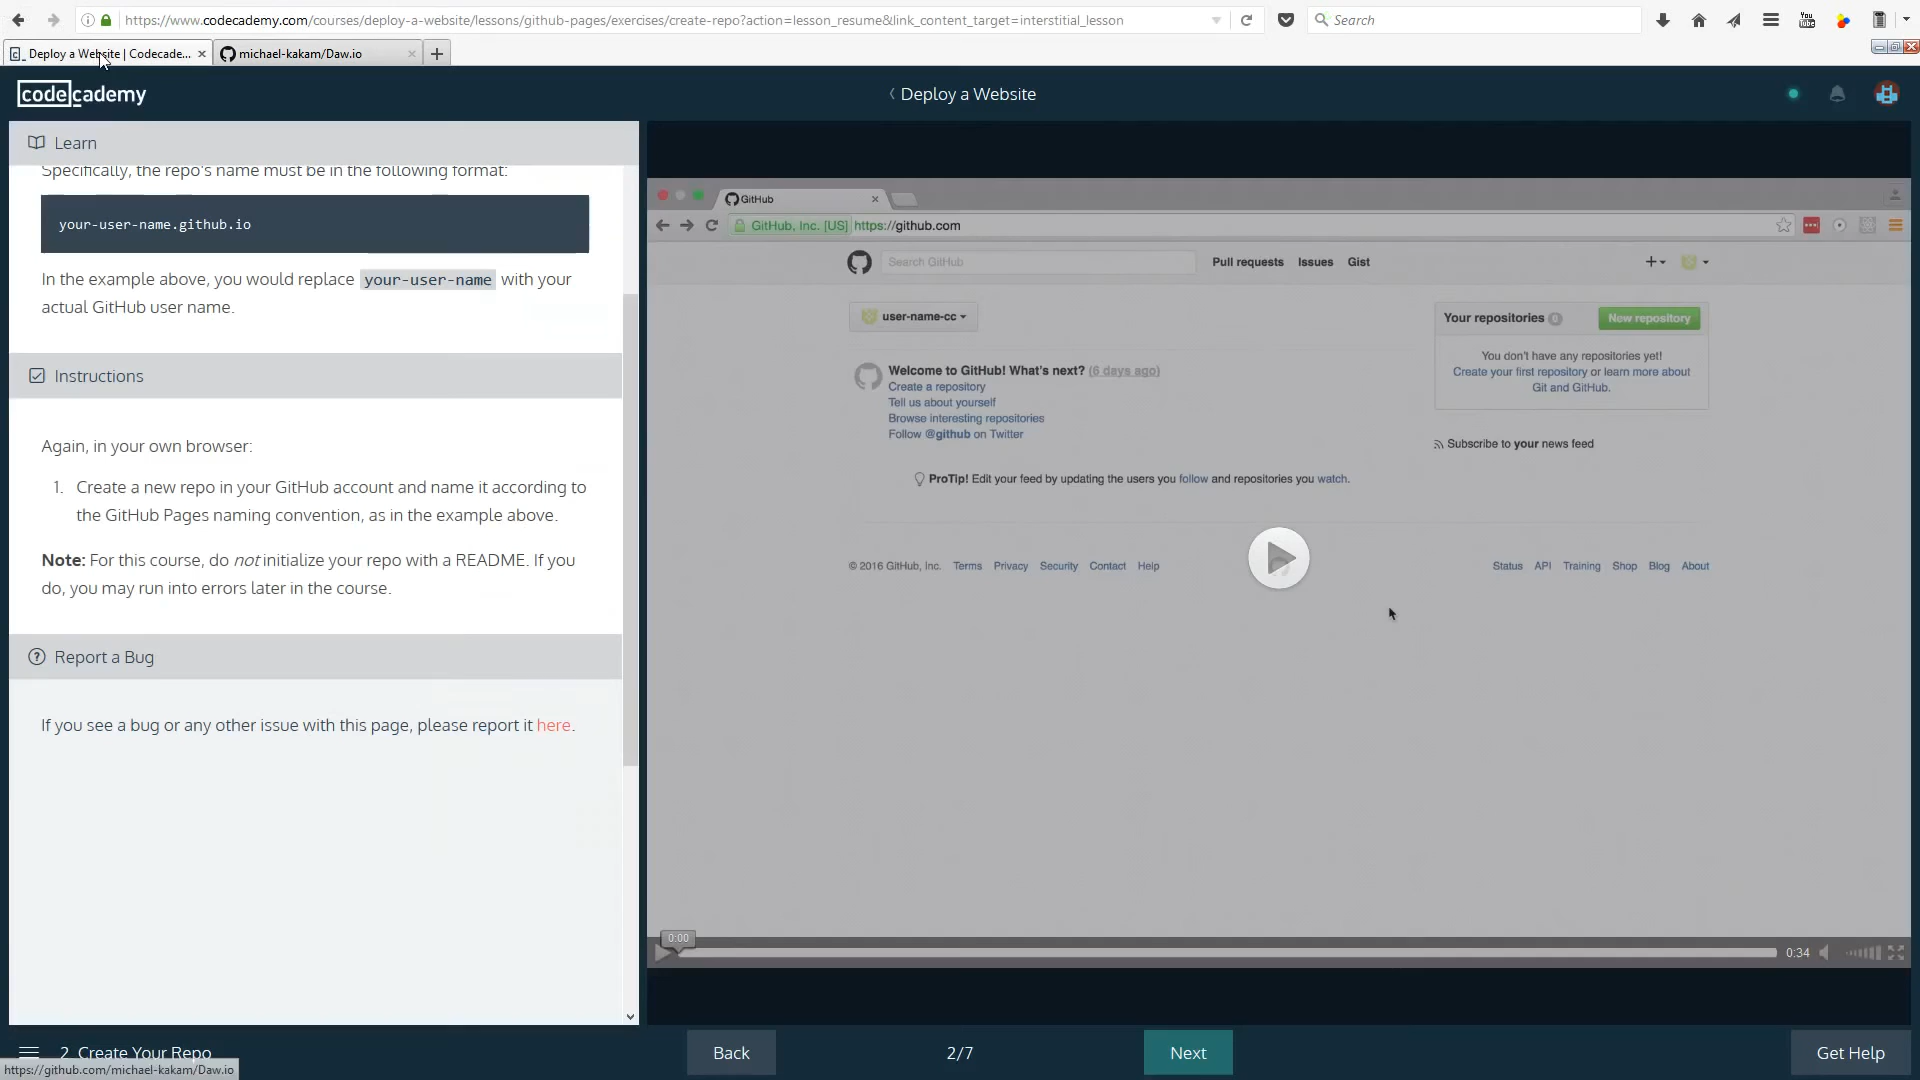 https://www.codecademy.com/courses/deploy-a-website/lessons/github-pages/exercises/create-repo?action=lesson_resume&link_content_target=interstitial_lesson
Search
You Tube
Deploy a Website | Codecade...
michael-kakam/Daw.io
codecademy
Deploy a Website
Learn
Specifically, the repo's name must be in the following format:
your-user-name.github.io
In the example above, you would replace your-user-name with your
actual GitHub user name.
Instructions
Again, in your own browser:
1. Create a new repo in your GitHub account and name it according to
the GitHub Pages naming convention, as in the example above.
Note: For this course, do not initialize your repo with a README. If you
do, you may run into errors later in the course.
Report a Bug
If you see a bug or any other issue with this page, please report it here.
GitHub
GitHub, Inc. [US] https://github.com
Search GitHub
Pull requests Issues Gist
user-name-cc
Your repositories 0 New repository
You don't have any repositories yet!
Create your first repository or learn more about
Git and GitHub.
Welcome to GitHub! What's next? (6 days ago)
Create a repository
Tell us about yourself
Browse interesting repositories
Follow @github on Twitter
Subscribe to your news feed
ProTip! Edit your feed by updating the users you follow and repositories you watch.
© 2016 GitHub, Inc. Terms Privacy Security Contact Help
Status API Training Shop Blog About
0:00
0:34
2 Create Your Repo
Back
2/7
Next
Get Help
https://github.com/michael-kakam/Daw.io